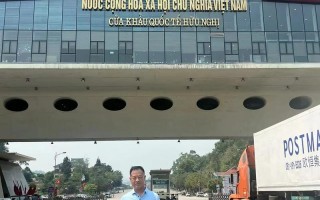 NƯỚC CỘNG HÒA XÃ HỘI CHỦ NGHĨA VIỆT NAM
CỬA KHẨU QUỐC TẾ HỮU NGHỊ
POSTMA